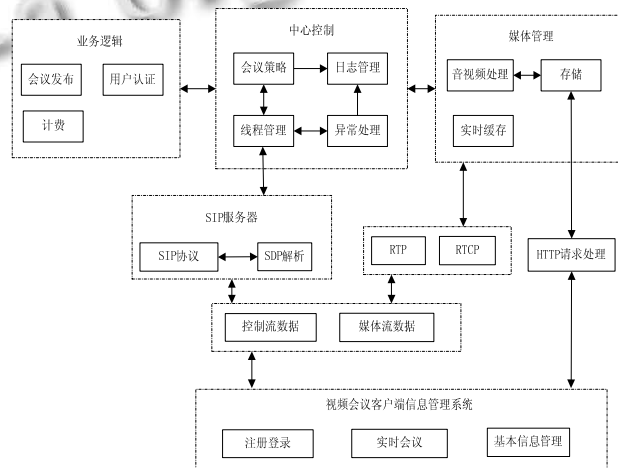 业务逻辑
会议发布
用户认证
计费
中心控制
会议策略
日志管理
线程管理
异常处理
媒体管理
音视频处理
存储
实时缓存
SIP服务器
SIP协议
SDP解析
RTP
RTCP
HTTP请求处理
控制流数据
媒体流数据
视频会议客户端信息管理系统
注册登录
实时会议
基本信息管理